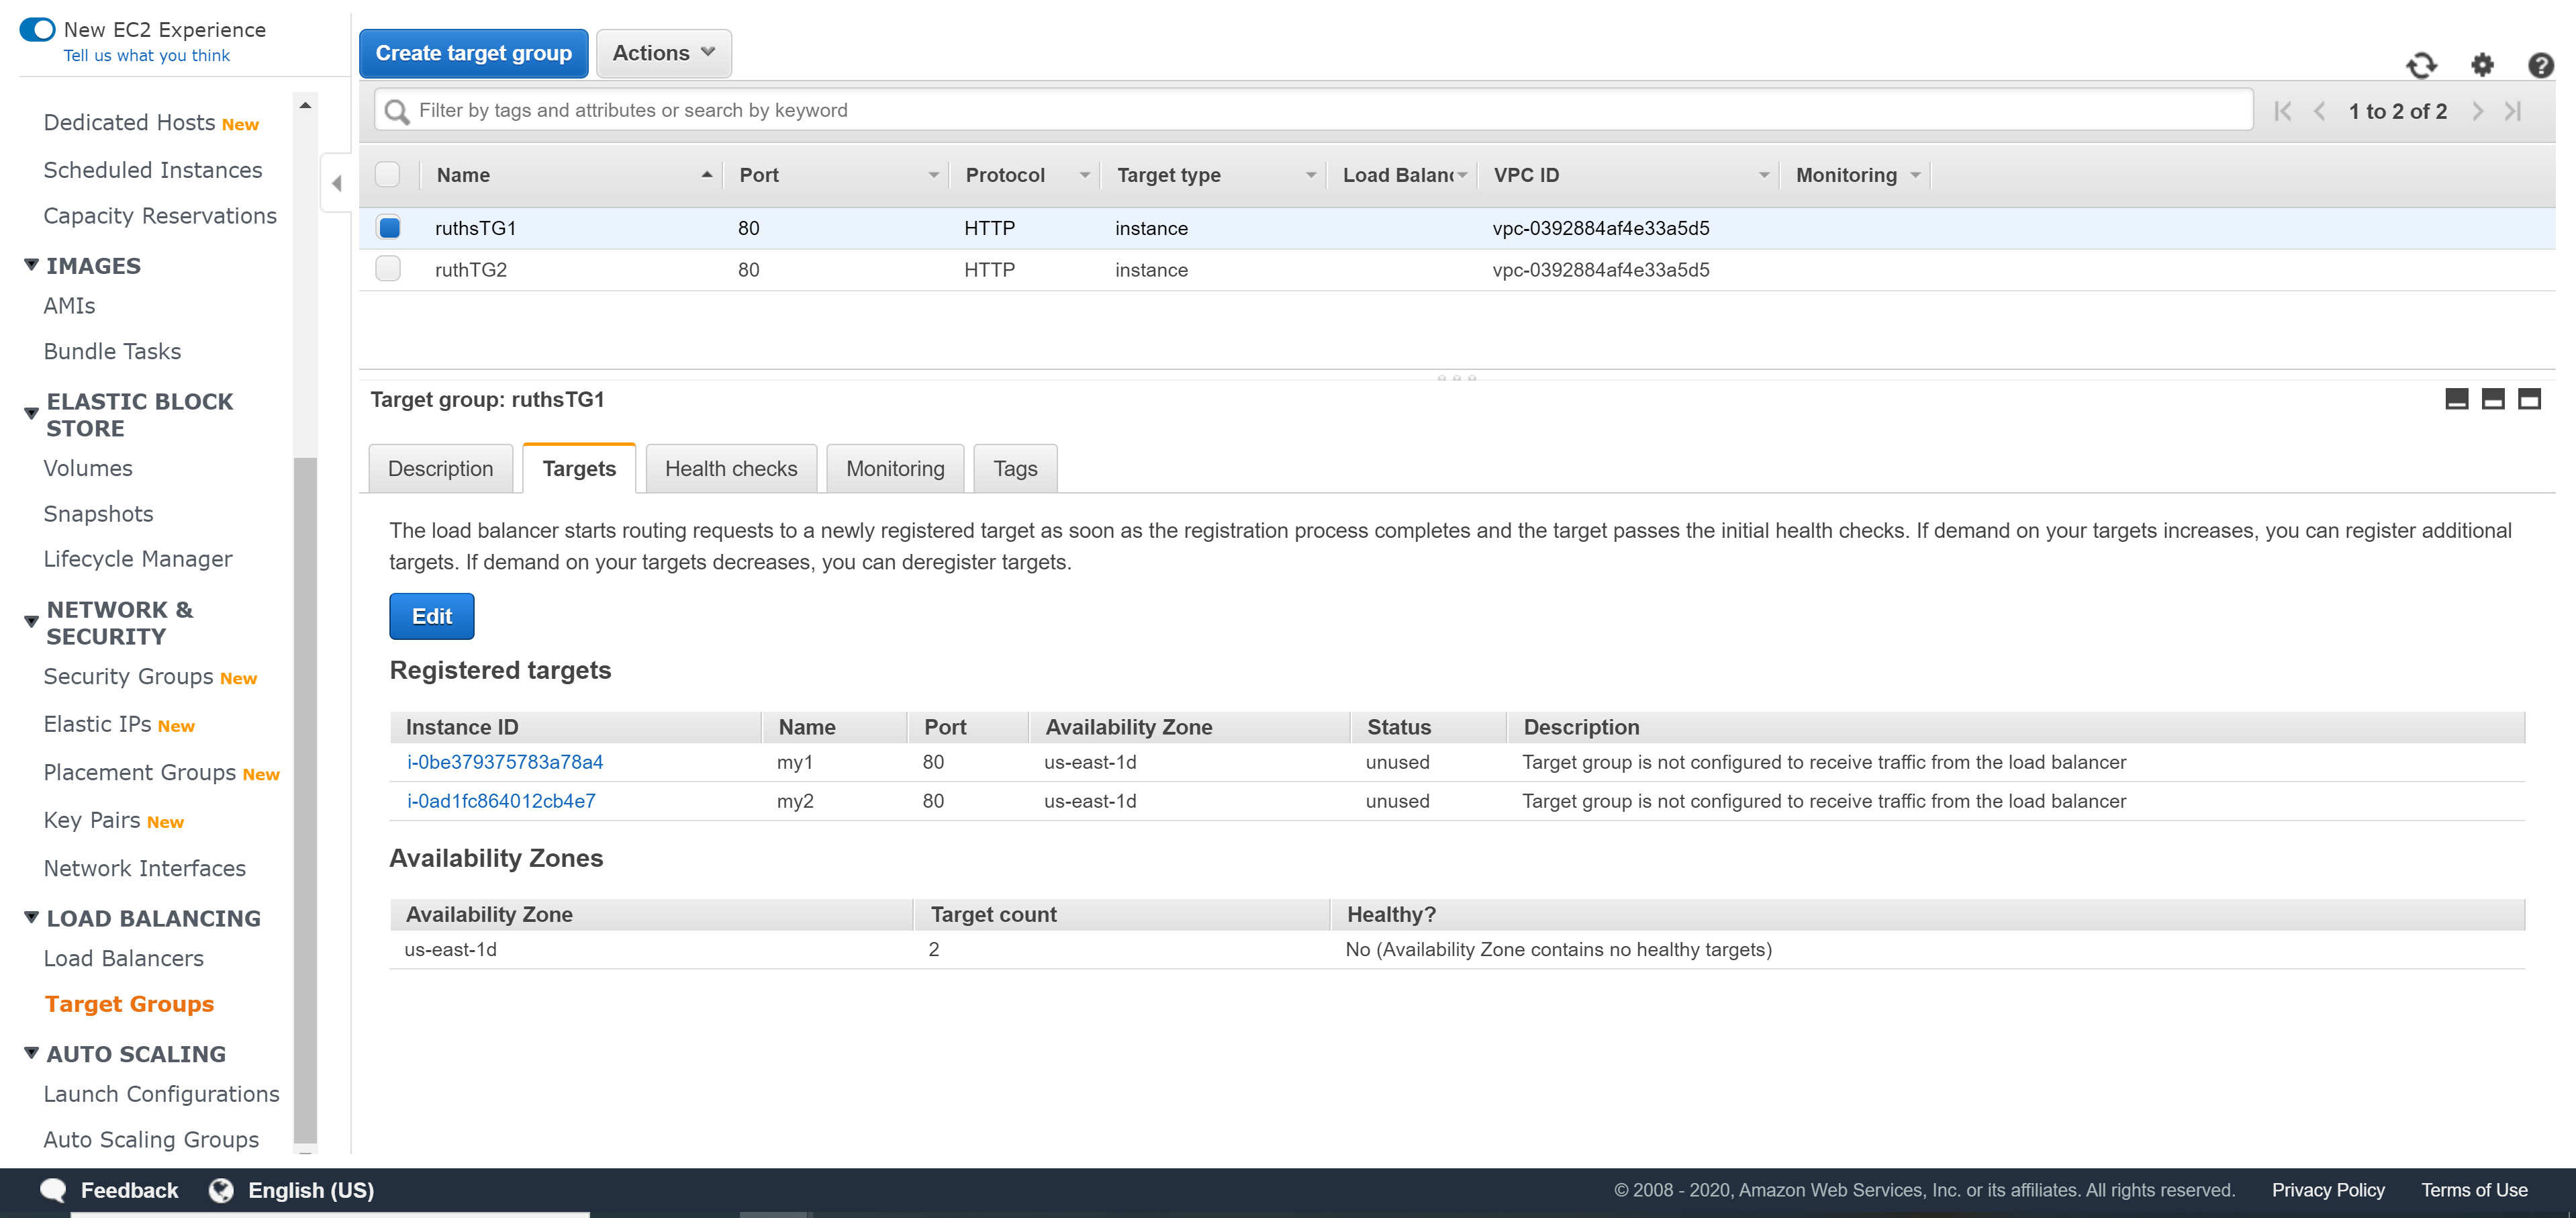 New EC2 Experience
Tell us what you think
Dedicated Hosts New
Scheduled Instances
Capacity Reservations
IMAGES
AMIs
Bundle Tasks
ELASTIC BLOCK
STORE
Volumes
Snapshots
Lifecycle Manager
NETWORK &
SECURITY
Security Groups New
Elastic IPs New
Placement Groups New
Key Pairs New
Network Interfaces
LOAD BALANCING
Load Balancers
Target Groups
AUTO SCALING
Launch Configurations
Auto Scaling Groups
Create target group Actions
Filter by tags and attributes or search by keyword 1 to 2 of 2
Name Port Protocol Target type Load Balanc VPC ID Monitoring
ruthsTG1 80 HTTP instance vpc-0392884af4e33a5d5
ruthTG2 80 HTTP instance vpc-0392884af4e33a5d5
Target group: ruthsTG1
Description Targets Health checks Monitoring Tags
The load balancer starts routing requests to a newly registered target as soon as the registration process completes and the target passes the initial health checks. If demand on your targets increases, you can register additional
targets. If demand on your targets decreases, you can deregister targets.
Edit
Registered targets
Instance ID Name Port Availability Zone Status Description
i-0be379375783a78a4 my1 80 us-east-1d unused Target group is not configured to receive traffic from the load balancer
i-0ad1fc864012cb4e7 my2 80 us-east-1d unused Target group is not configured to receive traffic from the load balancer
Availability Zones
Availability Zone Target count Healthy?
us-east-1d 2 No (Availability Zone contains no healthy targets)
Feedback English (US) © 2008 - 2020, Amazon Web Services, Inc. or its affiliates. All rights reserved. Privacy Policy Terms of Use